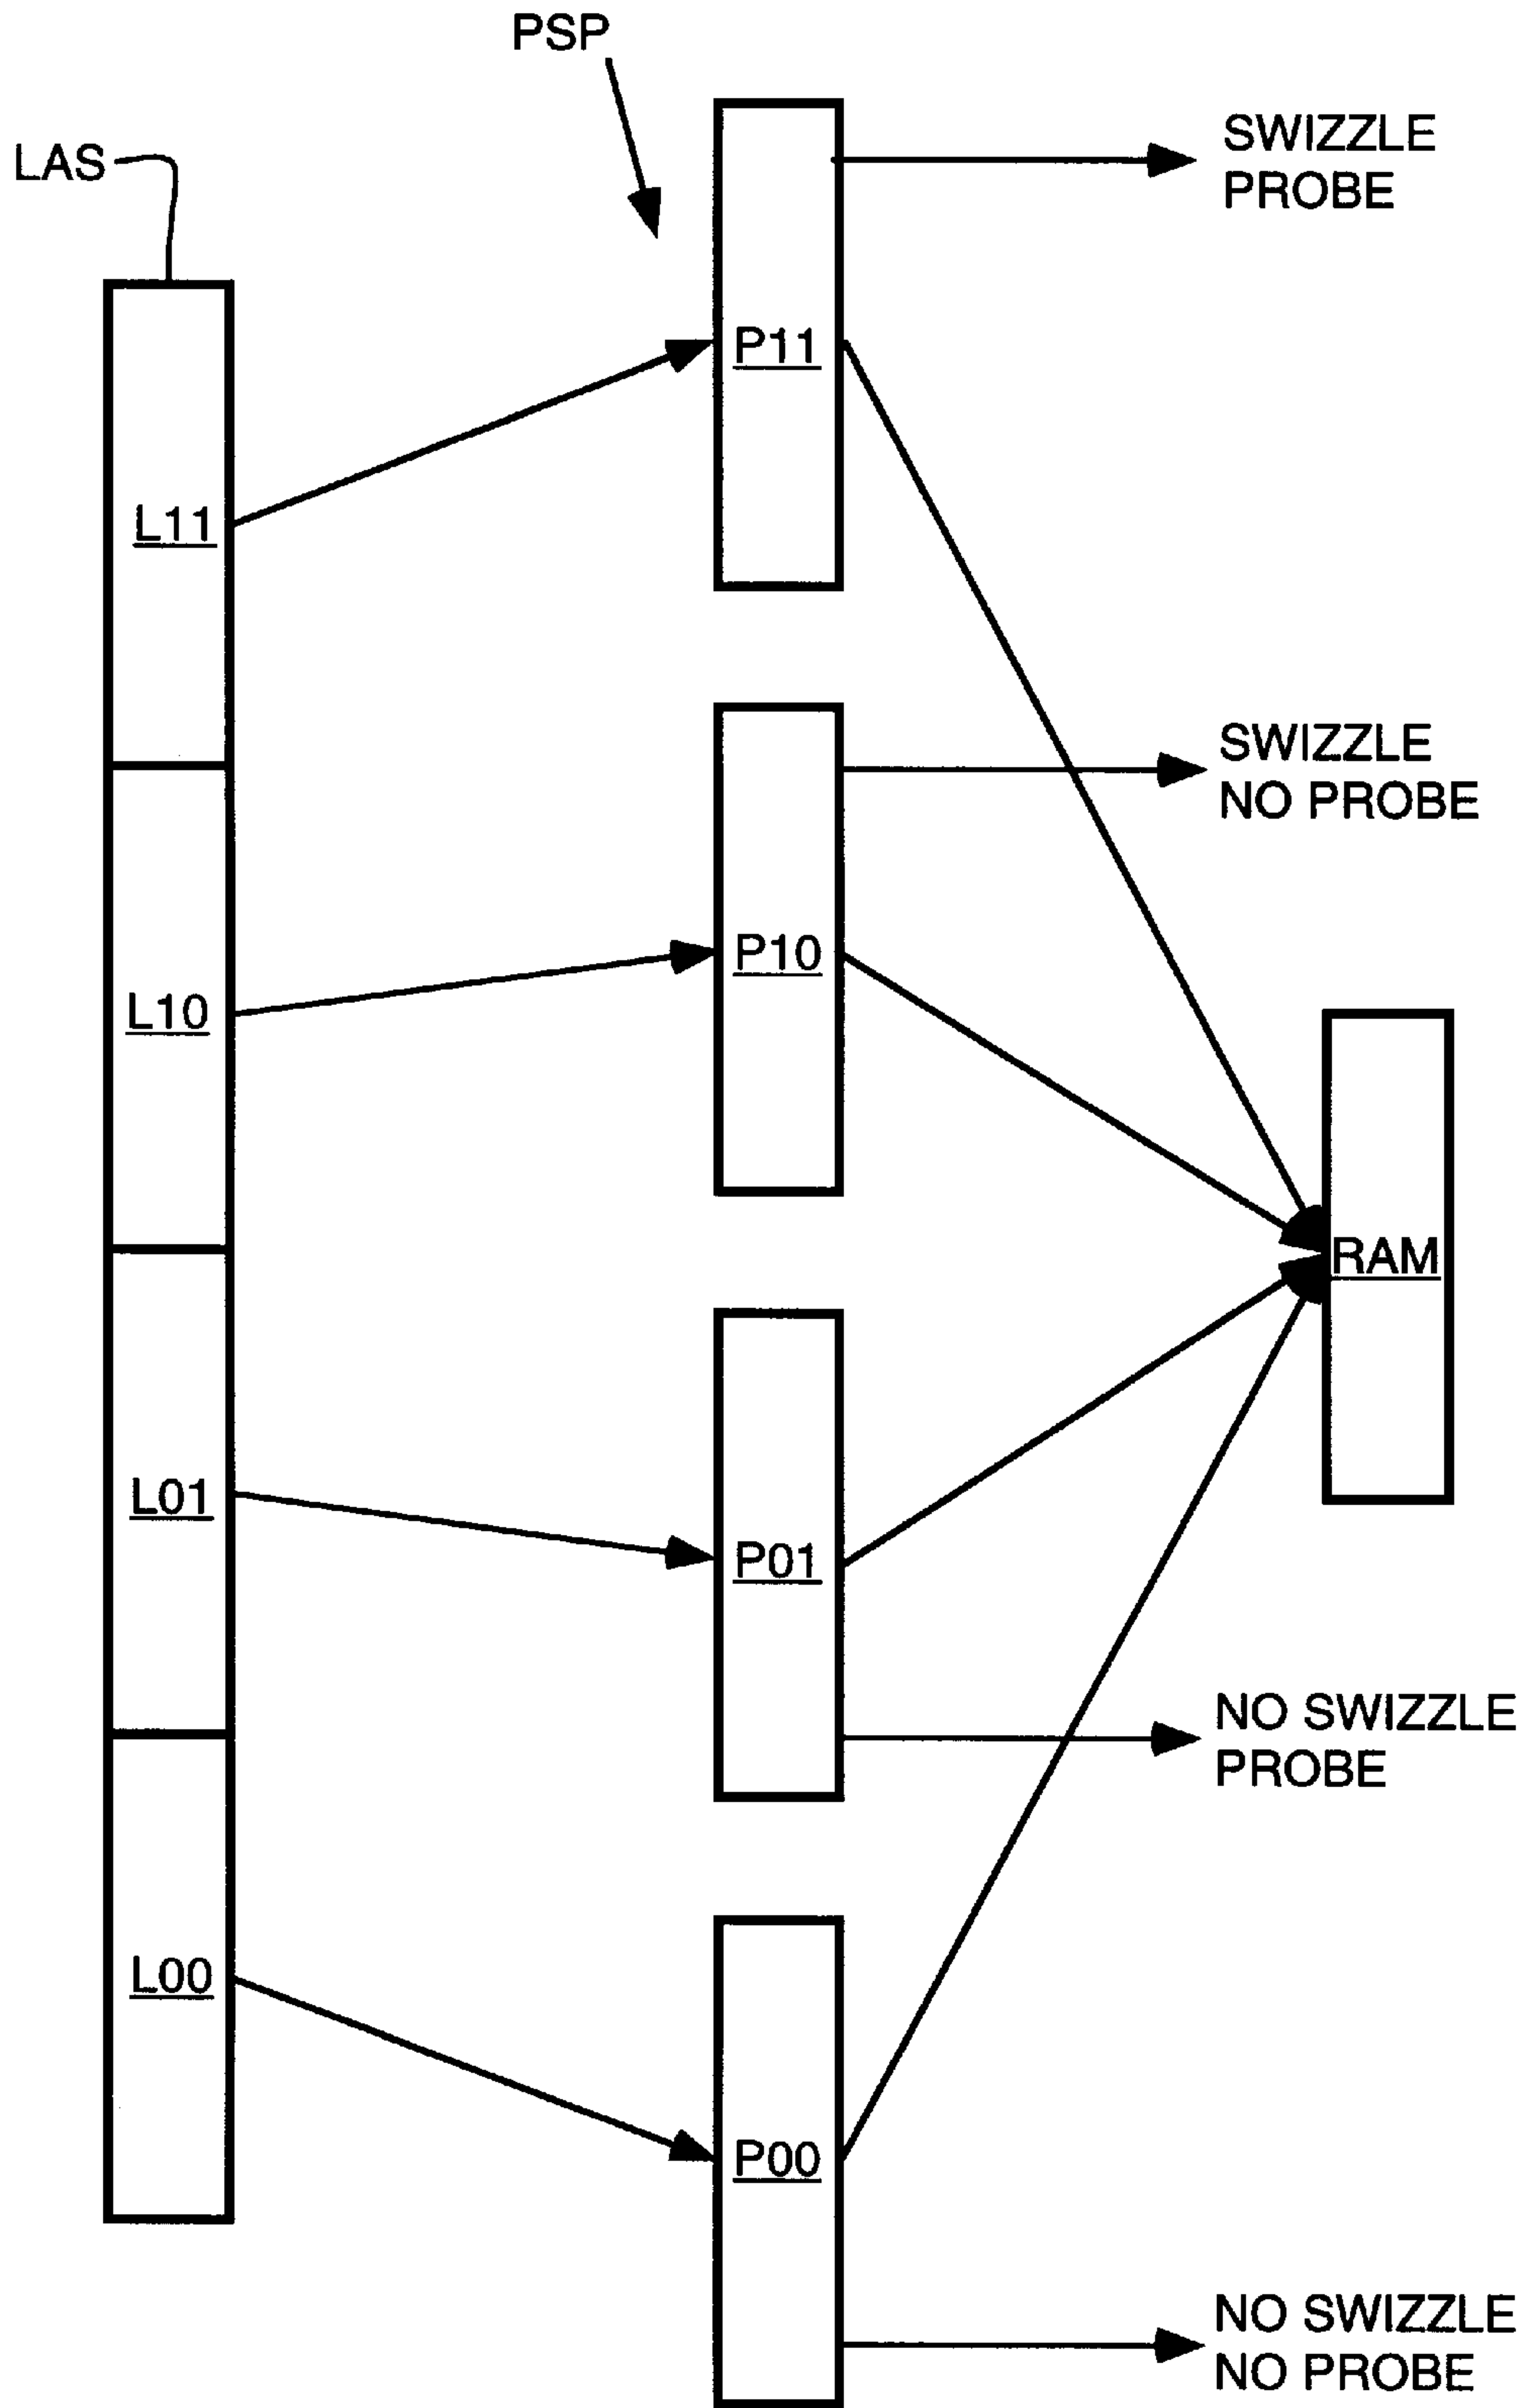 PSP
LAS
SWIZZLE
PROBE
P11
L11
SWIZZLE
NO PROBE
P10
L10
RAM
L01
P01
NO SWIZZLE
PROBE
L00
P00
NO SWIZZLE
NO PROBE